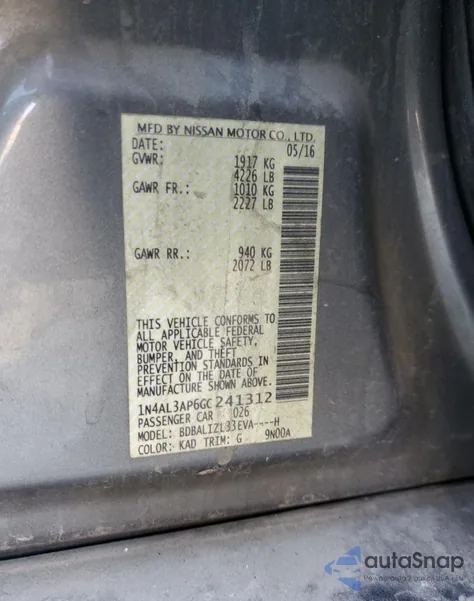 MFD BY NISSAN MOTOR CO., LTD.
DATE: 05/16
GVWR: 1917 KG
4226 LB
GAWR FR.: 1010 KG
2227 LB
GAWR RR.: 940 KG
2072 LB
THIS VEHICLE CONFORMS TO
ALL APPLICABLE FEDERAL
MOTOR VEHICLE SAFETY,
BUMPER, AND THEFT
PREVENTION STANDARDS IN
EFFECT ON THE DATE OF
MANUFACTURE SHOWN ABOVE.
1N4AL3AP6GC241312
PASSENGER CAR 026
MODEL: BDBALIZL33EVA----H
COLOR: KAD TRIM: G 9N00A
autaSnap